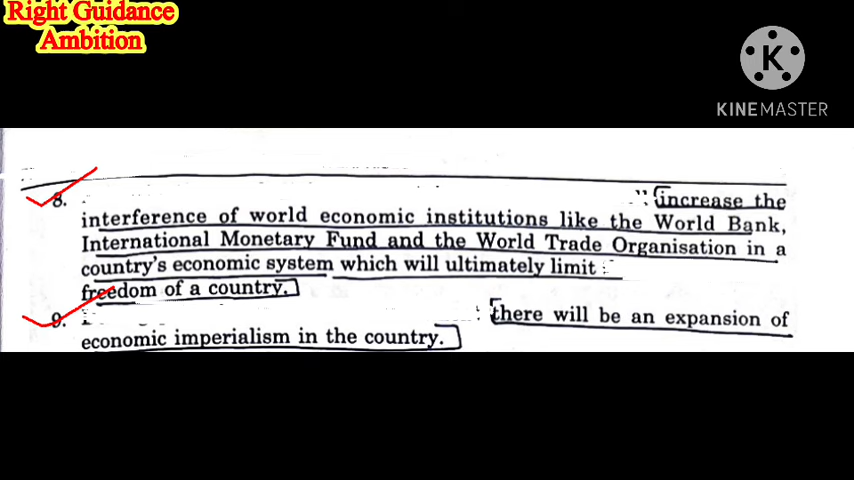 Right Guidance
Ambition
K
KINEMASTER
8. increase the
interference of world economic institutions like the World Bank,
International Monetary Fund and the World Trade Organisation in a
country's economic system which will ultimately limit
freedom of a country.
9. there will be an expansion of
economic imperialism in the country.